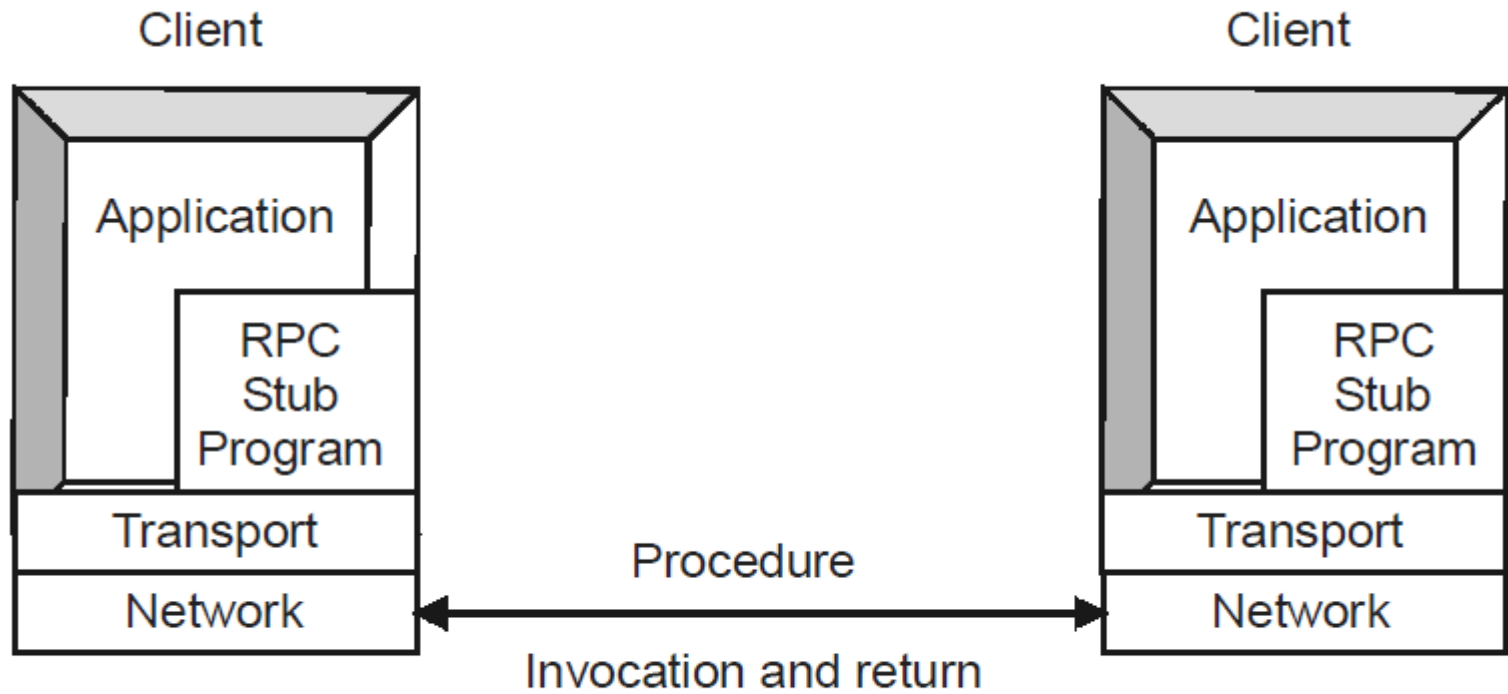 Client
Application
RPC
Stub
Program
Transport
Network
Procedure
Invocation and return
Client
Application
RPC
Stub
Program
Transport
Network